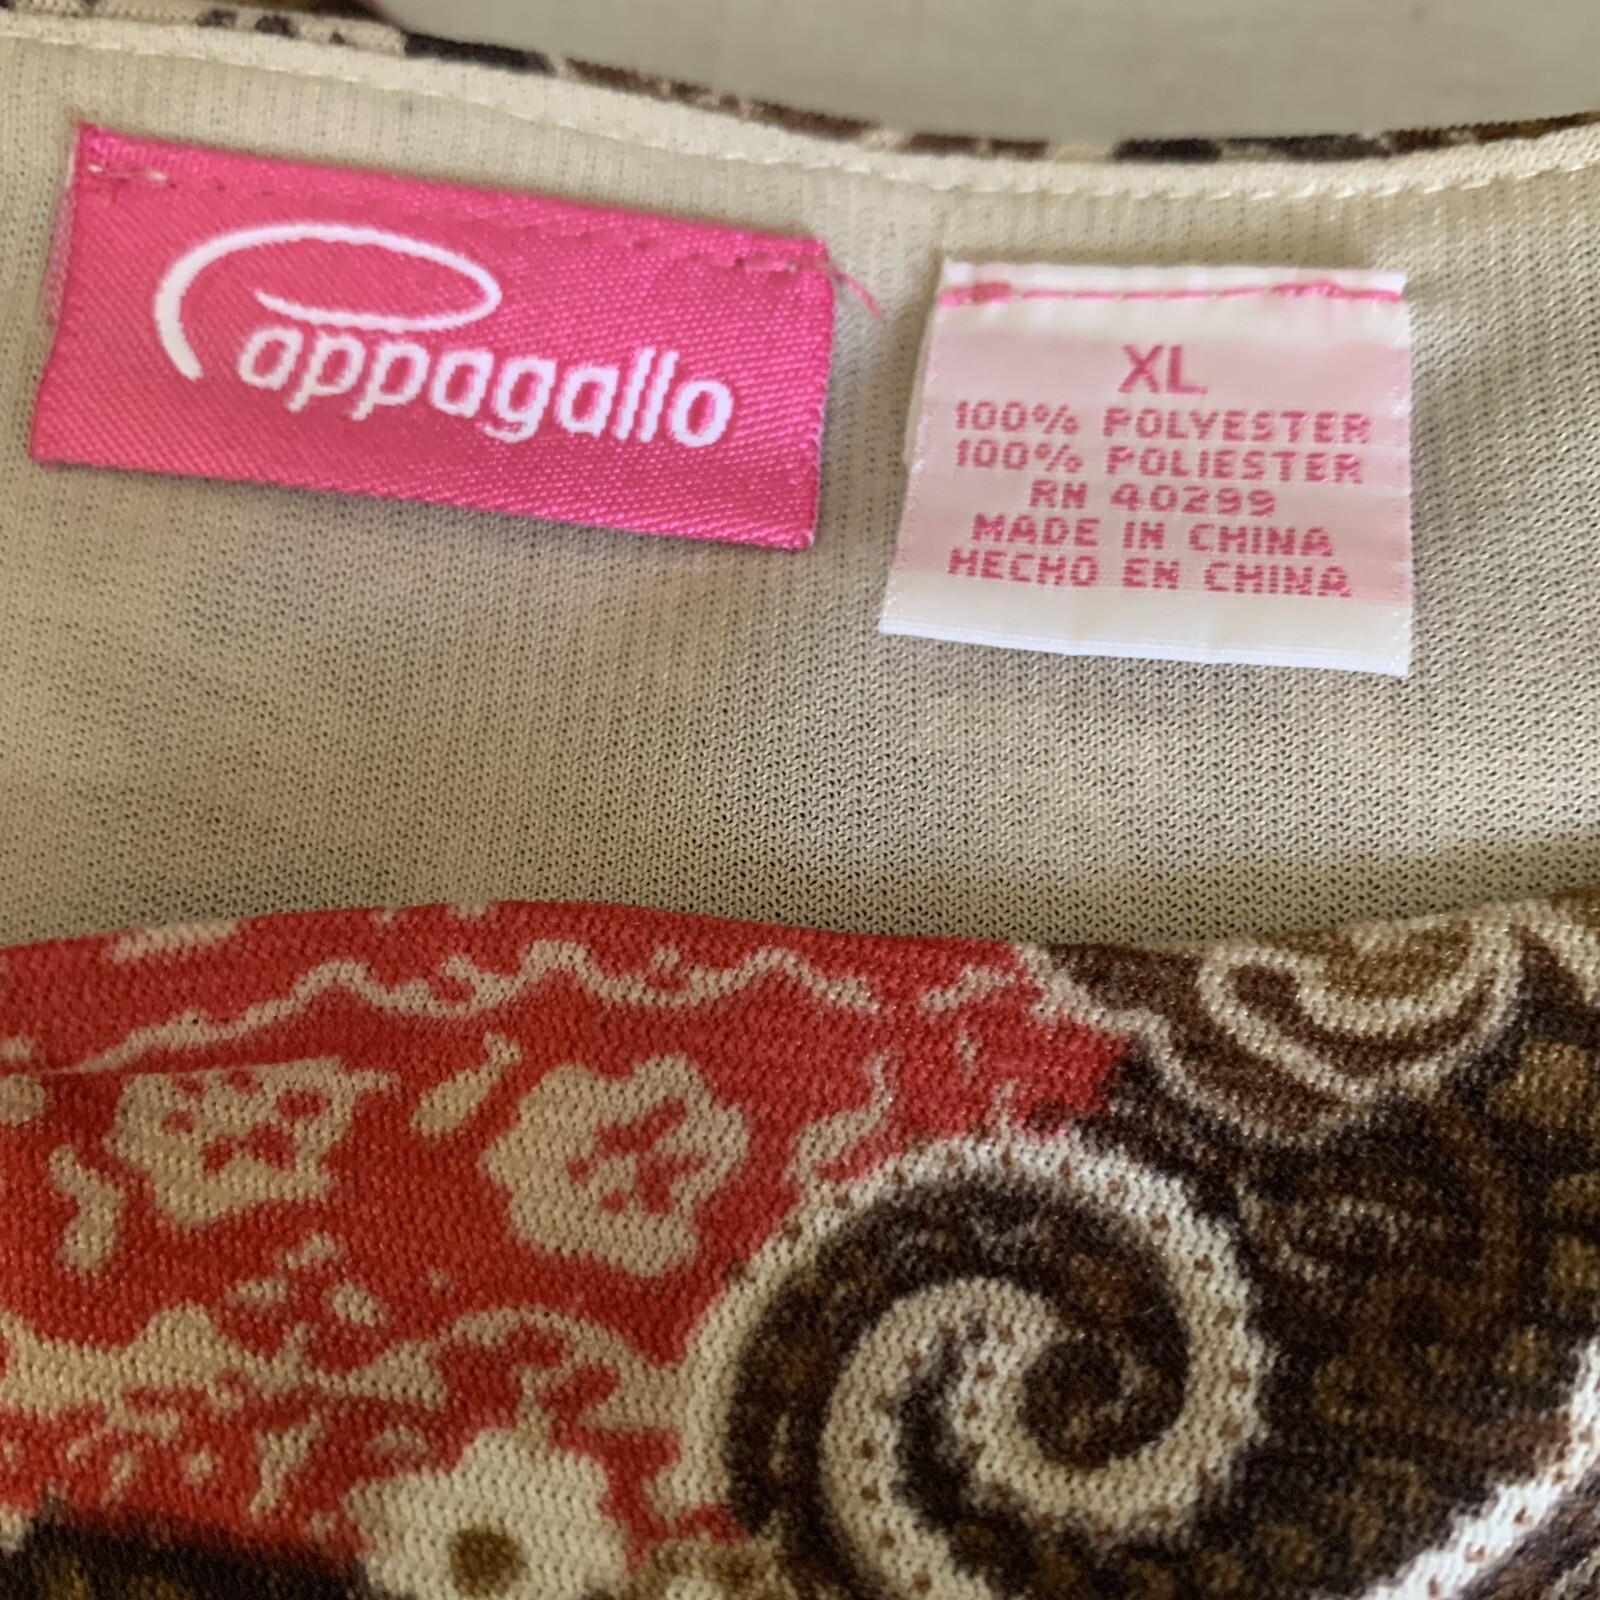 Pappagallo
XL
100% POLYESTER
100% POLIESTER
RN 40299
MADE IN CHINA
HECHO EN CHINA